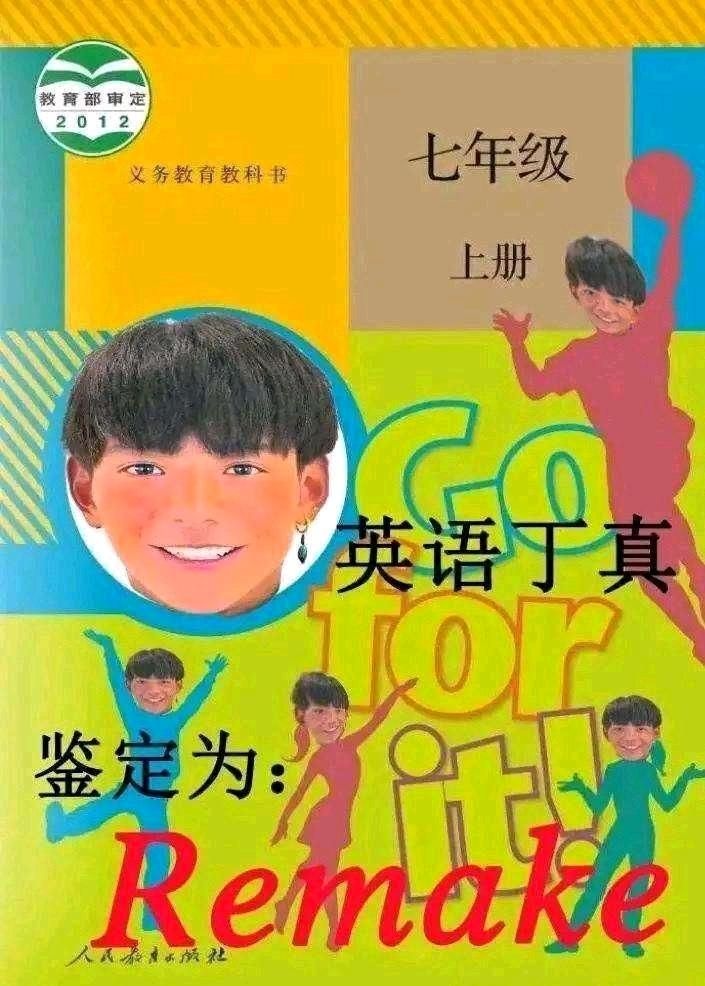 教育部审定
2012
义务教育教科书
七年级
上册
Go
英语丁真
for
it!
鉴定为：
Remake
人民教育出版社